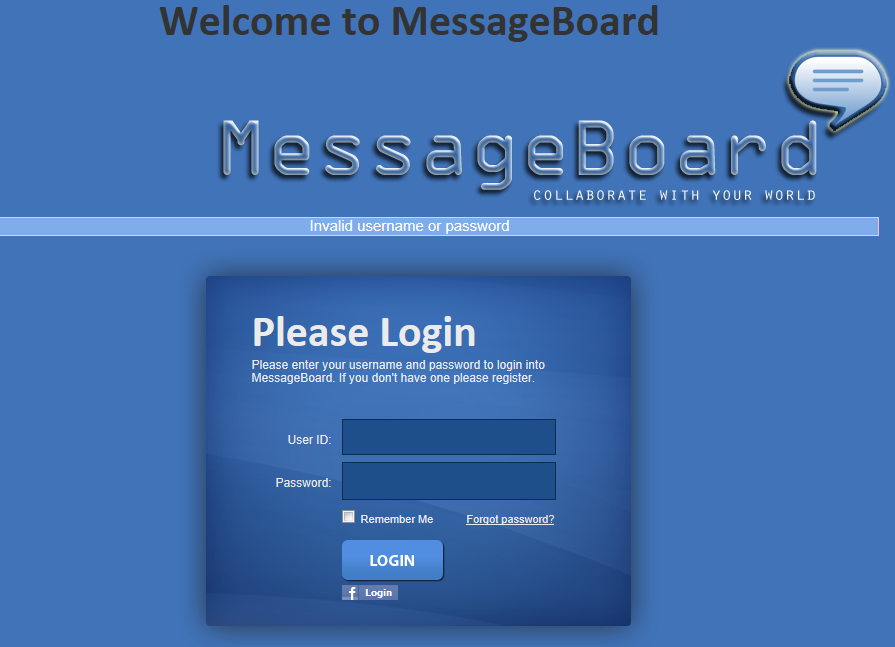 Welcome to MessageBoard
MessageBoard
COLLABORATE WITH YOUR WORLD
Invalid username or password
Please Login
Please enter your username and password to login into
MessageBoard. If you don't have one please register.
User ID:
Password:
Remember Me Forgot password?
LOGIN
f Login